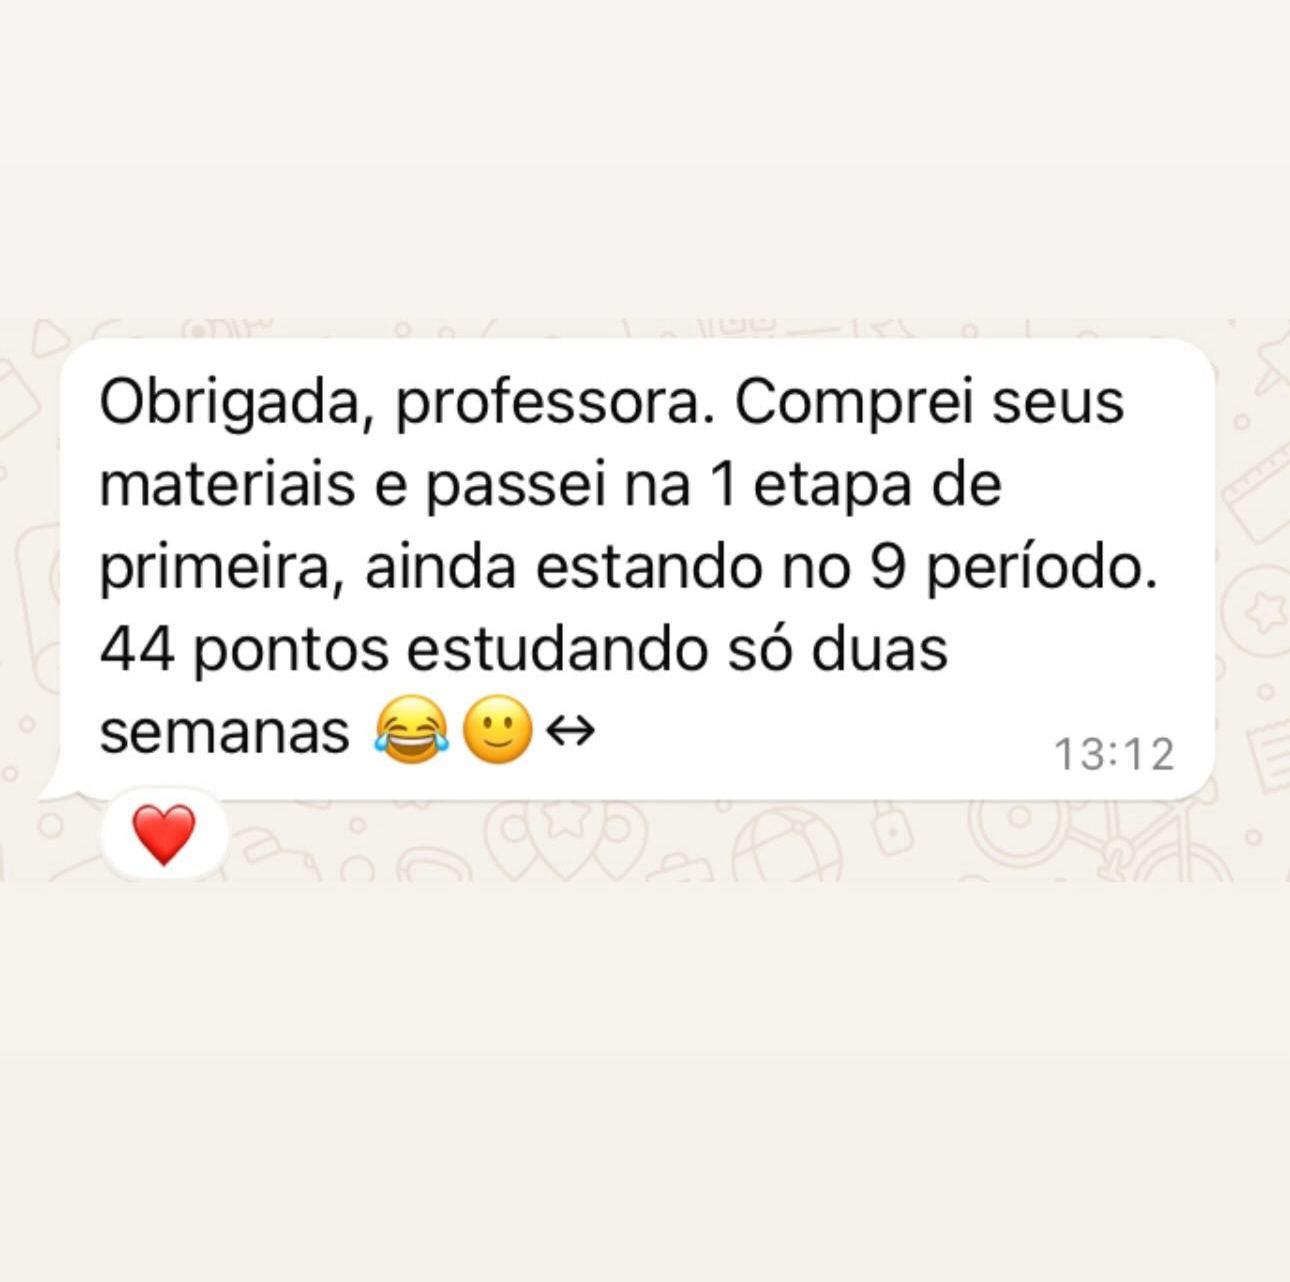 Obrigada, professora. Comprei seus
materiais e passei na 1 etapa de
primeira, ainda estando no 9 período.
44 pontos estudando só duas
semanas 😂🙂↔
13:12